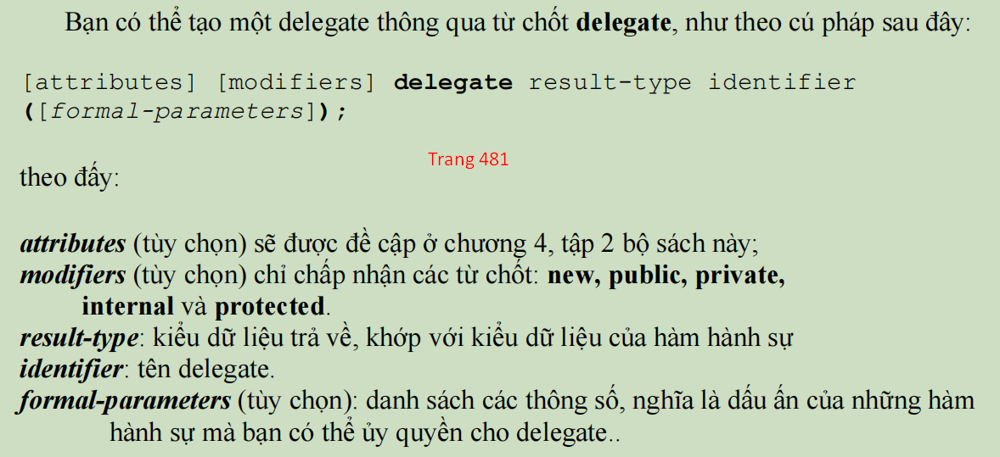 Bạn có thể tạo một delegate thông qua từ chốt delegate, như theo cú pháp sau đây:
[attributes] [modifiers] delegate result-type identifier
([formal-parameters]);
Trang 481
theo đấy:
attributes (tùy chọn) sẽ được đề cập ở chương 4, tập 2 bộ sách này;
modifiers (tùy chọn) chỉ chấp nhận các từ chốt: new, public, private,
internal và protected.
result-type: kiểu dữ liệu trả về, khớp với kiểu dữ liệu của hàm hành sự
identifier: tên delegate.
formal-parameters (tùy chọn): danh sách các thông số, nghĩa là dấu ấn của những hàm
hành sự mà bạn có thể ủy quyền cho delegate..